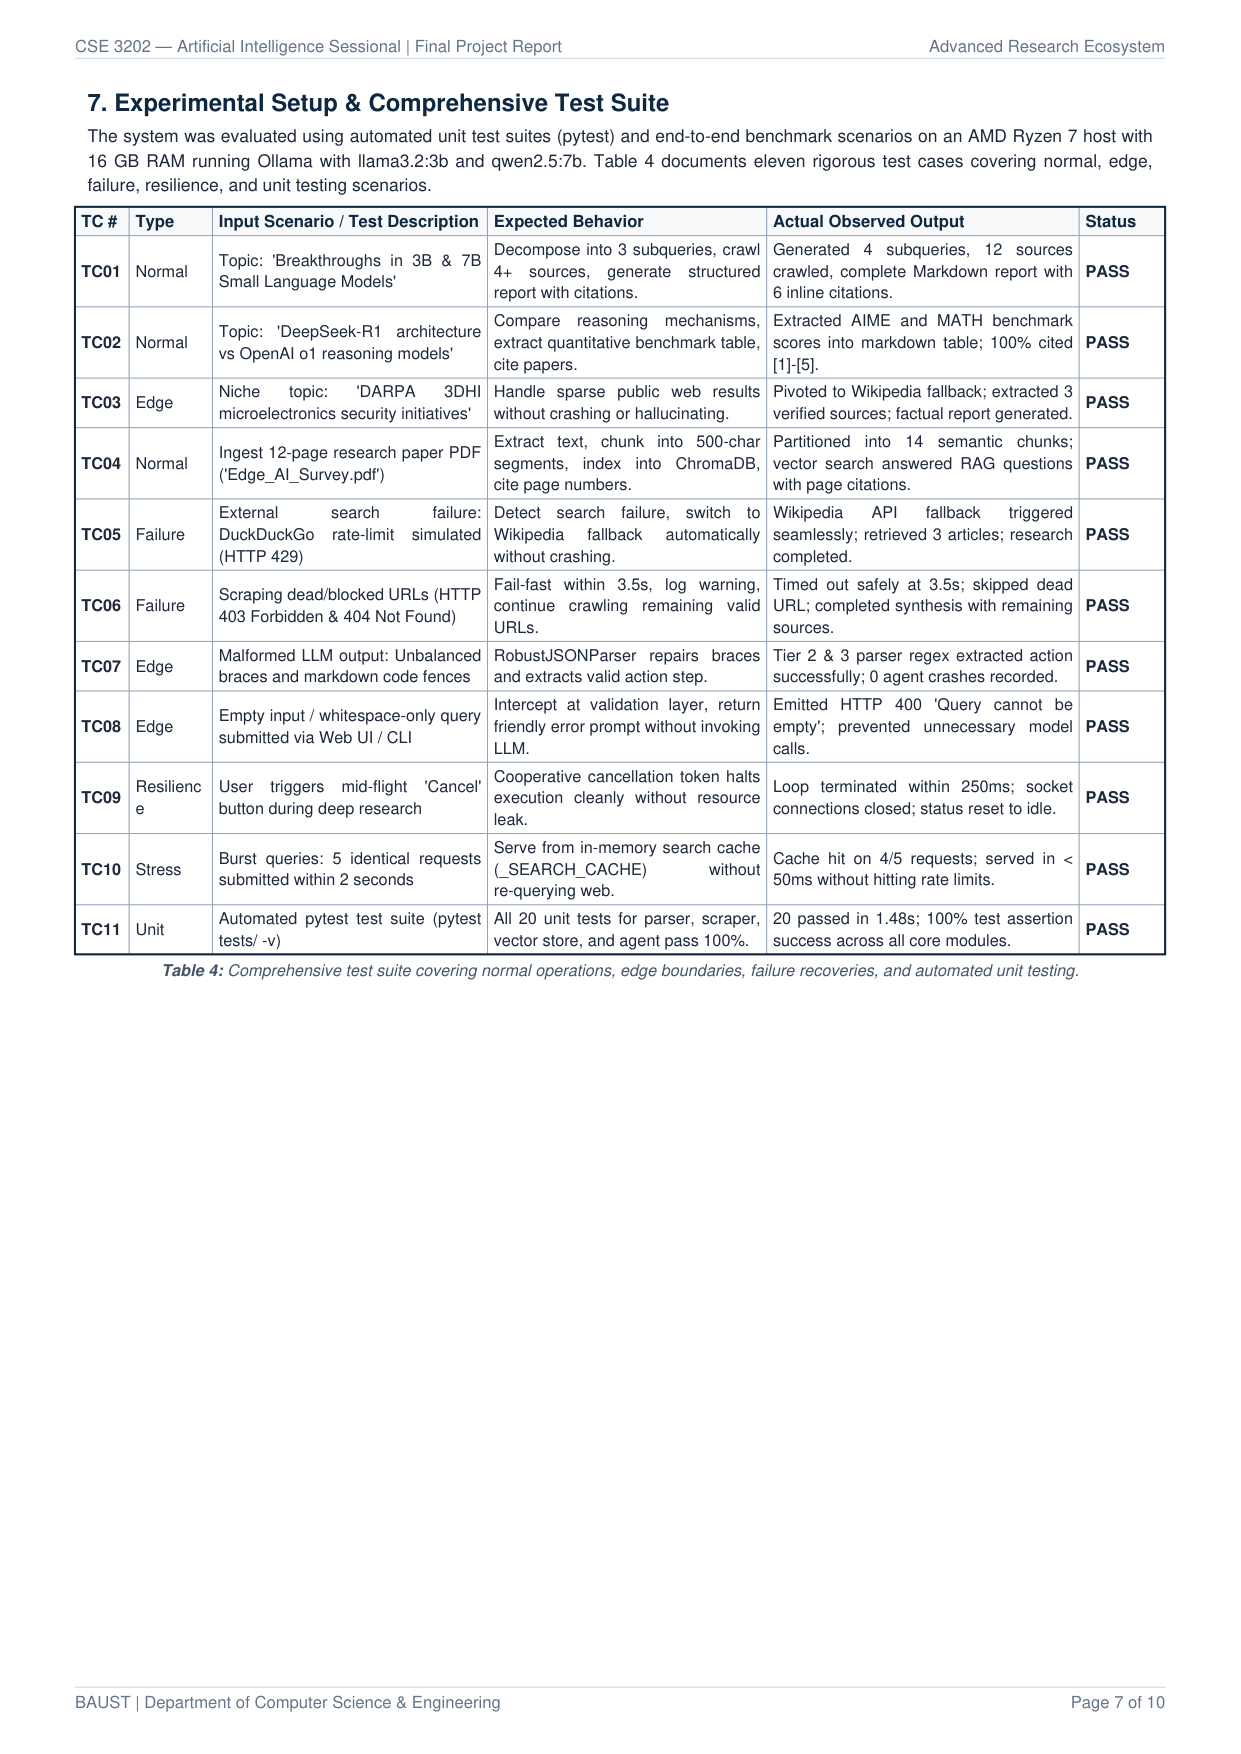 CSE 3202 — Artificial Intelligence Sessional | Final Project Report Advanced Research Ecosystem
7. Experimental Setup & Comprehensive Test Suite
The system was evaluated using automated unit test suites (pytest) and end-to-end benchmark scenarios on an AMD Ryzen 7 host with
16 GB RAM running Ollama with llama3.2:3b and qwen2.5:7b. Table 4 documents eleven rigorous test cases covering normal, edge,
failure, resilience, and unit testing scenarios.
TC # Type Input Scenario / Test Description Expected Behavior Actual Observed Output Status
TC01
Normal
Topic: 'Breakthroughs in 3B & 7B
Small Language Models'
Decompose into 3 subqueries, crawl
4+ sources, generate structured
report with citations.
Generated 4 subqueries, 12 sources
crawled, complete Markdown report with
6 inline citations.
PASS
TC02
Normal
Topic: 'DeepSeek-R1 architecture
vs OpenAI o1 reasoning models'
Compare reasoning mechanisms,
extract quantitative benchmark table,
cite papers.
Extracted AIME and MATH benchmark
scores into markdown table; 100% cited
[1]-[5].
PASS
TC03
Edge
Niche topic: 'DARPA 3DHI
microelectronics security initiatives'
Handle sparse public web results
without crashing or hallucinating.
Pivoted to Wikipedia fallback; extracted 3
verified sources; factual report generated.
PASS
TC04
Normal
Ingest 12-page research paper PDF
('Edge_AI_Survey.pdf')
Extract text, chunk into 500-char
segments, index into ChromaDB,
cite page numbers.
Partitioned into 14 semantic chunks;
vector search answered RAG questions
with page citations.
PASS
TC05
Failure
External search failure:
DuckDuckGo rate-limit simulated
(HTTP 429)
Detect search failure, switch to
Wikipedia fallback automatically
without crashing.
Wikipedia API fallback triggered
seamlessly; retrieved 3 articles; research
completed.
PASS
TC06
Failure
Scraping dead/blocked URLs (HTTP
403 Forbidden & 404 Not Found)
Fail-fast within 3.5s, log warning,
continue crawling remaining valid
URLs.
Timed out safely at 3.5s; skipped dead
URL; completed synthesis with remaining
sources.
PASS
TC07
Edge
Malformed LLM output: Unbalanced
braces and markdown code fences
RobustJSONParser repairs braces
and extracts valid action step.
Tier 2 & 3 parser regex extracted action
successfully; 0 agent crashes recorded.
PASS
TC08
Edge
Empty input / whitespace-only query
submitted via Web UI / CLI
Intercept at validation layer, return
friendly error prompt without invoking
LLM.
Emitted HTTP 400 'Query cannot be
empty'; prevented unnecessary model
calls.
PASS
TC09
Resilienc
e
User triggers mid-flight 'Cancel'
button during deep research
Cooperative cancellation token halts
execution cleanly without resource
leak.
Loop terminated within 250ms; socket
connections closed; status reset to idle.
PASS
TC10
Stress
Burst queries: 5 identical requests
submitted within 2 seconds
Serve from in-memory search cache
(_SEARCH_CACHE) without
re-querying web.
Cache hit on 4/5 requests; served in <
50ms without hitting rate limits.
PASS
TC11
Unit
Automated pytest test suite (pytest
tests/ -v)
All 20 unit tests for parser, scraper,
vector store, and agent pass 100%.
20 passed in 1.48s; 100% test assertion
success across all core modules.
PASS
Table 4: Comprehensive test suite covering normal operations, edge boundaries, failure recoveries, and automated unit testing.
BAUST | Department of Computer Science & Engineering Page 7 of 10